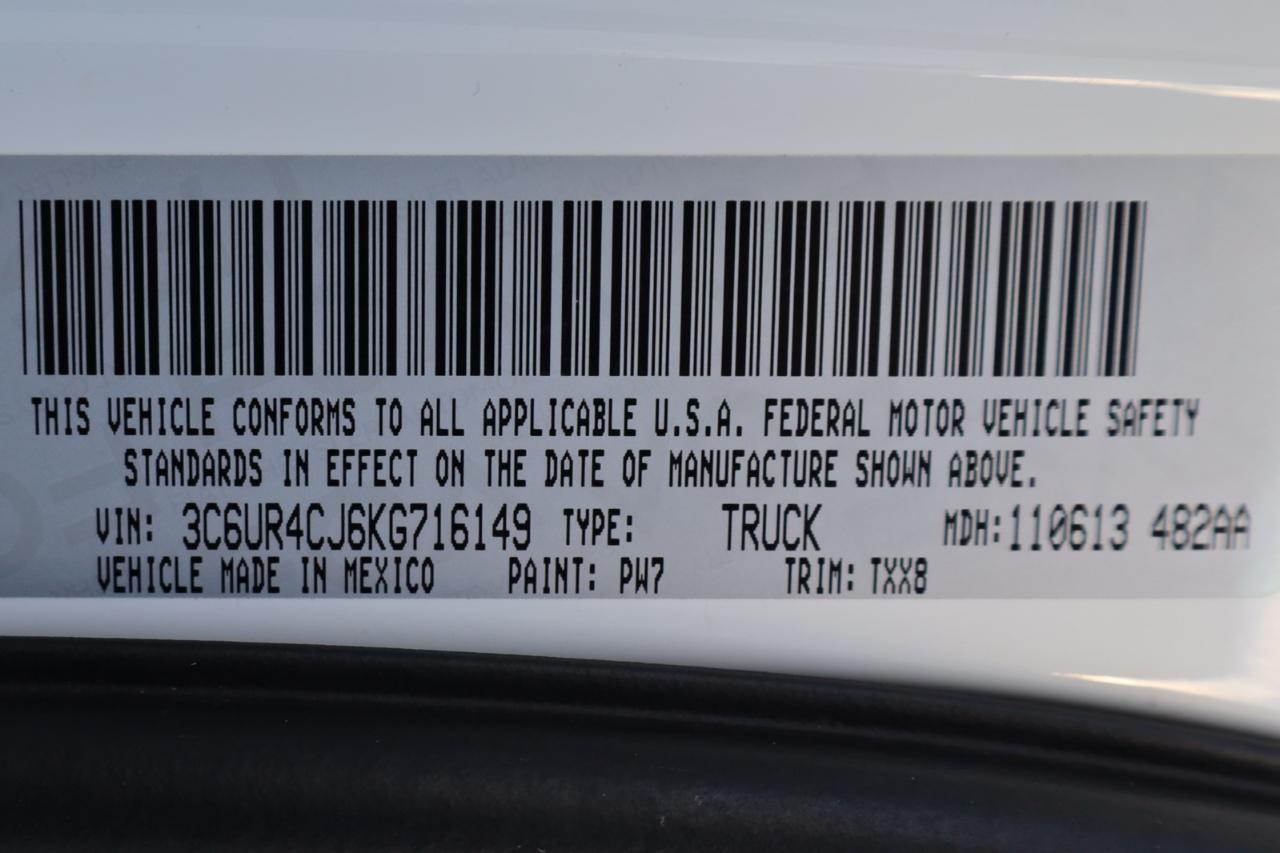 THIS VEHICLE CONFORMS TO ALL APPLICABLE U.S.A. FEDERAL MOTOR VEHICLE SAFETY
STANDARDS IN EFFECT ON THE DATE OF MANUFACTURE SHOWN ABOVE.
VIN: 3C6UR4CJ6KG716149 TYPE: TRUCK MDH:110613 482AA
VEHICLE MADE IN MEXICO PAINT: PW7 TRIM: TXX8